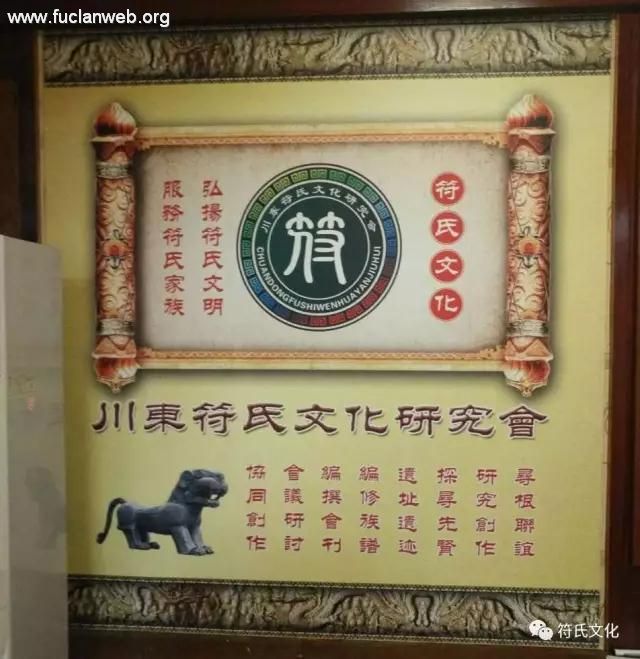 www.fuclanweb.org
符氏文化
弘揚符氏文明
服務符氏家族
川東符氏文化研究會
符
CHUANDONGFUSHIWENHUAYANJIUHUI
川東符氏文化研究會
尋根聯誼
研究創作
探尋先賢
遺址遺迹
編修族譜
編撰會刊
會議研討
協同創作
符氏文化